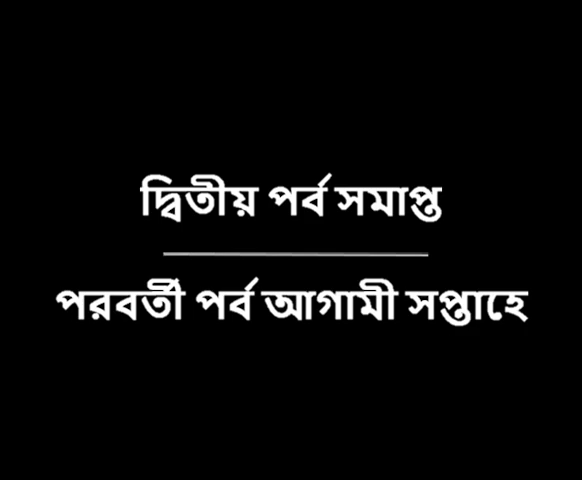 দ্বিতীয় পর্ব সমাপ্ত
পরবর্তী পর্ব আগামী সপ্তাহে